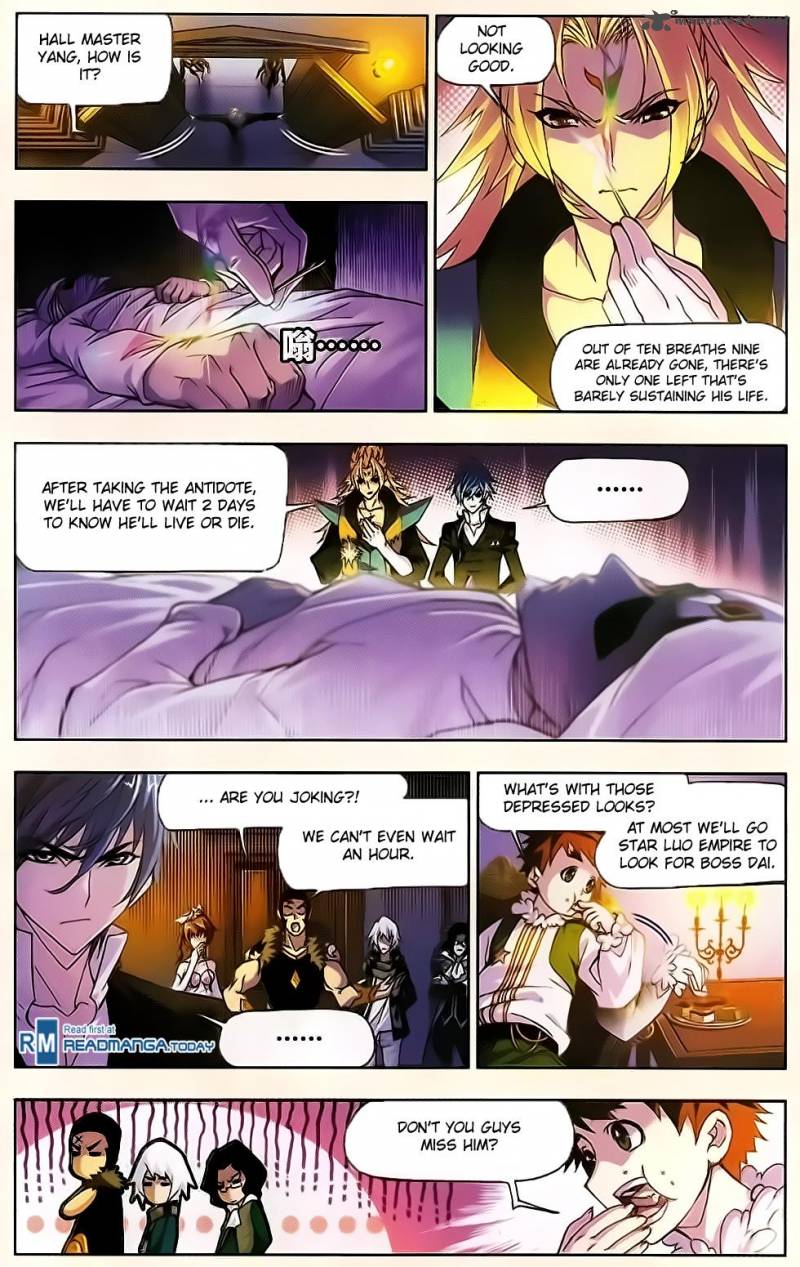 HALL MASTER
YANG, HOW IS
IT?
NOT
LOOKING
GOOD.
嗡……
OUT OF TEN BREATHS NINE
ARE ALREADY GONE, THERE'S
ONLY ONE LEFT THAT'S
BARELY SUSTAINING HIS LIFE.
AFTER TAKING THE ANTIDOTE,
WE'LL HAVE TO WAIT 2 DAYS
TO KNOW HE'LL LIVE OR DIE.
......
... ARE YOU JOKING?!
WE CAN'T EVEN WAIT
AN HOUR.
......
RM Read first at
READMANGA.TODAY
WHAT'S WITH THOSE
DEPRESSED LOOKS?
AT MOST WE'LL GO
STAR LUO EMPIRE TO
LOOK FOR BOSS DAI.
DON'T YOU GUYS
MISS HIM?